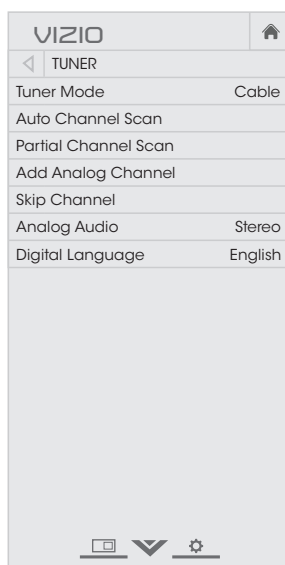 VIZIO
TUNER
Tuner Mode Cable
Auto Channel Scan
Partial Channel Scan
Add Analog Channel
Skip Channel
Analog Audio Stereo
Digital Language English